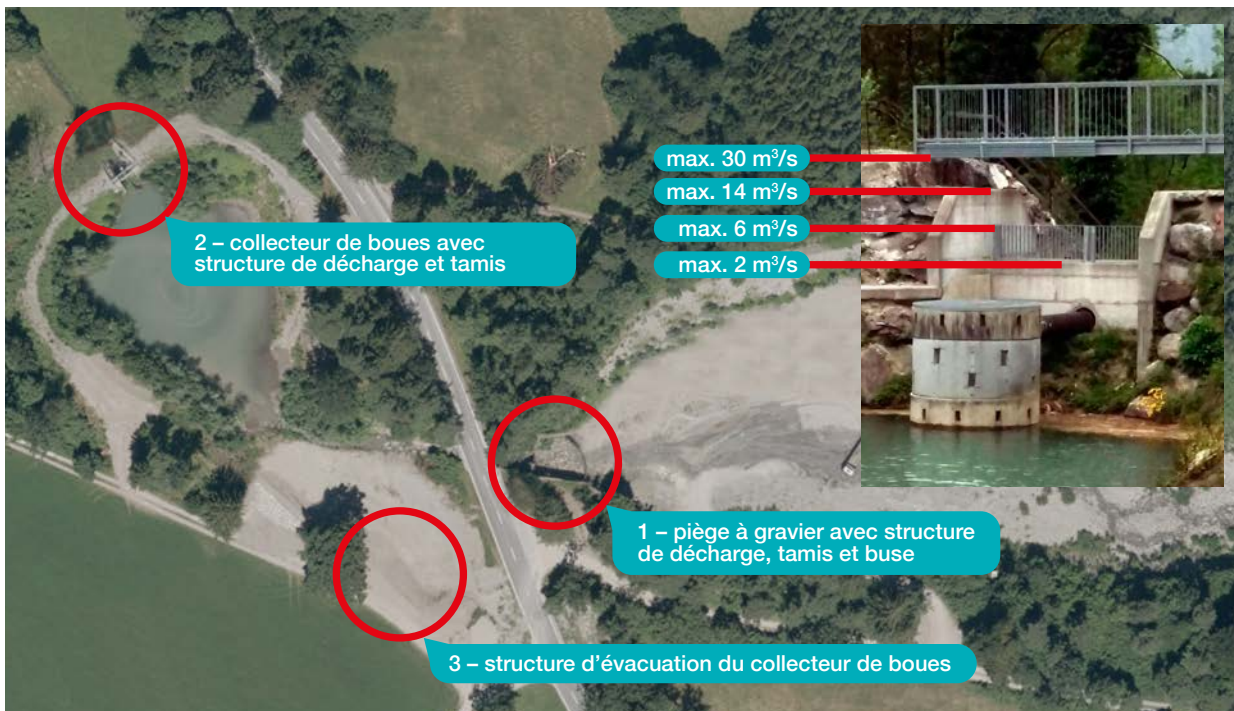 max. 30 m³/s
max. 14 m³/s
max. 6 m³/s
max. 2 m³/s
2 – collecteur de boues avec
structure de décharge et tamis
1 – piège à gravier avec structure
de décharge, tamis et buse
3 – structure d’évacuation du collecteur de boues